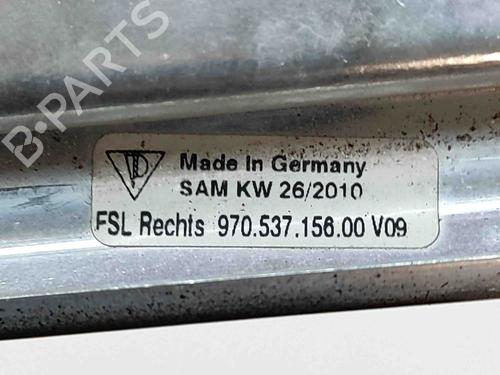 B-PARTS
Made In Germany
SAM KW 26/2010
FSL Rechts 970.537.156.00 V09